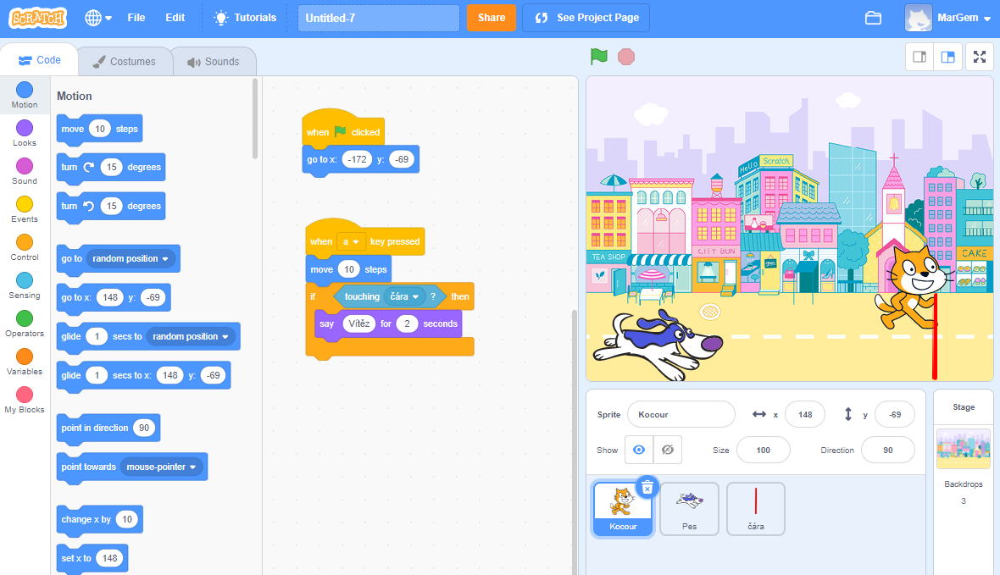 SCRATCH
File
Edit
Tutorials
Untitled-7
Share
See Project Page
MarGem
Code
Costumes
Sounds
Motion
Looks
Sound
Events
Control
Sensing
Operators
Variables
My Blocks
Motion
move 10 steps
turn 15 degrees
turn 15 degrees
go to random position
go to x: 148 y: -69
glide 1 secs to random position
glide 1 secs to x: 148 y: -69
point in direction 90
point towards mouse-pointer
change x by 10
set x to 148
when clicked
go to x: -172 y: -69
when a key pressed
move 10 steps
if touching čára ? then
say Vítěz for 2 seconds
Hello Scratch
TEA SHOP
CITY BUN
CAKE
Sprite Kocour x 148 y -69
Show Size 100 Direction 90
Kocour
Pes
čára
Stage
Backdrops
3